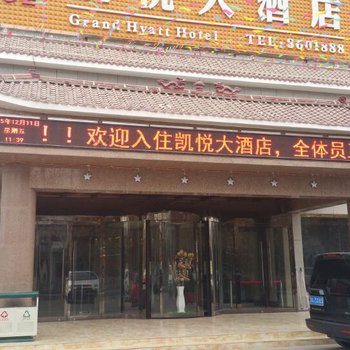 悦大酒店
Grand Hyatt Hotel TEL:3601888
5年12月11日
星期五
11:39
!!欢迎入住凯悦大酒店,全体员